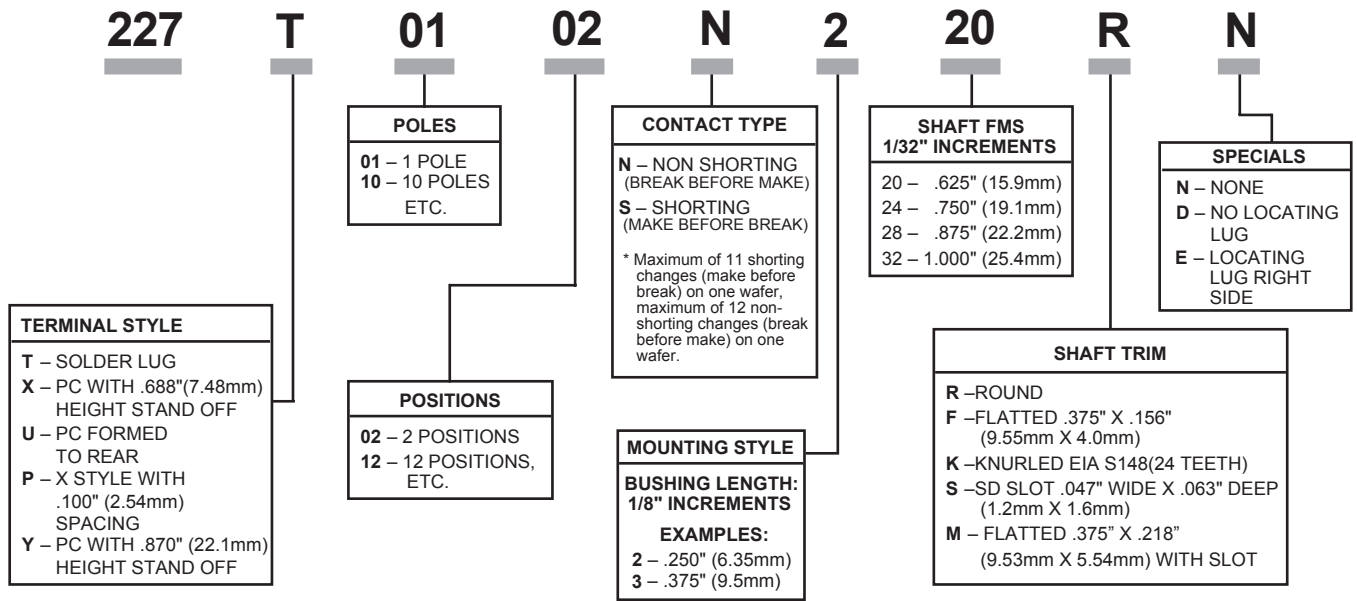 227 T 01 02 N 2 20 R N
POLES
01 – 1 POLE
10 – 10 POLES
ETC.
CONTACT TYPE
N – NON SHORTING
(BREAK BEFORE MAKE)
S – SHORTING
(MAKE BEFORE BREAK)
* Maximum of 11 shorting
changes (make before
break) on one wafer,
maximum of 12 non-
shorting changes (break
before make) on one
wafer.
SHAFT FMS
1/32" INCREMENTS
20 – .625" (15.9mm)
24 – .750" (19.1mm)
28 – .875" (22.2mm)
32 – 1.000" (25.4mm)
SPECIALS
N – NONE
D – NO LOCATING
LUG
E – LOCATING
LUG RIGHT
SIDE
TERMINAL STYLE
T – SOLDER LUG
X – PC WITH .688"(7.48mm)
HEIGHT STAND OFF
U – PC FORMED
TO REAR
P – X STYLE WITH
.100" (2.54mm)
SPACING
Y – PC WITH .870" (22.1mm)
HEIGHT STAND OFF
POSITIONS
02 – 2 POSITIONS
12 – 12 POSITIONS,
ETC.
MOUNTING STYLE
BUSHING LENGTH:
1/8" INCREMENTS
EXAMPLES:
2 – .250" (6.35mm)
3 – .375" (9.5mm)
SHAFT TRIM
R –ROUND
F –FLATTED .375" X .156"
(9.55mm X 4.0mm)
K –KNURLED EIA S148(24 TEETH)
S –SD SLOT .047" WIDE X .063" DEEP
(1.2mm X 1.6mm)
M – FLATTED .375” X .218”
(9.53mm X 5.54mm) WITH SLOT